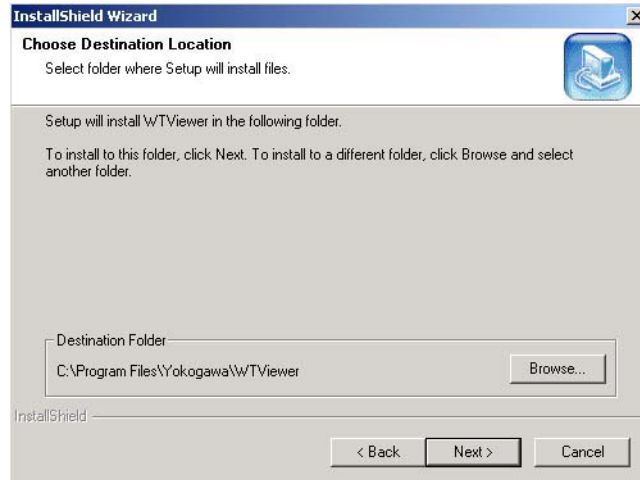 InstallShield Wizard
Choose Destination Location
Select folder where Setup will install files.
Setup will install WTViewer in the following folder.
To install to this folder, click Next. To install to a different folder, click Browse and select
another folder.
Destination Folder
C:\Program Files\Yokogawa\WTViewer
Browse...
InstallShield
< Back
Next >
Cancel